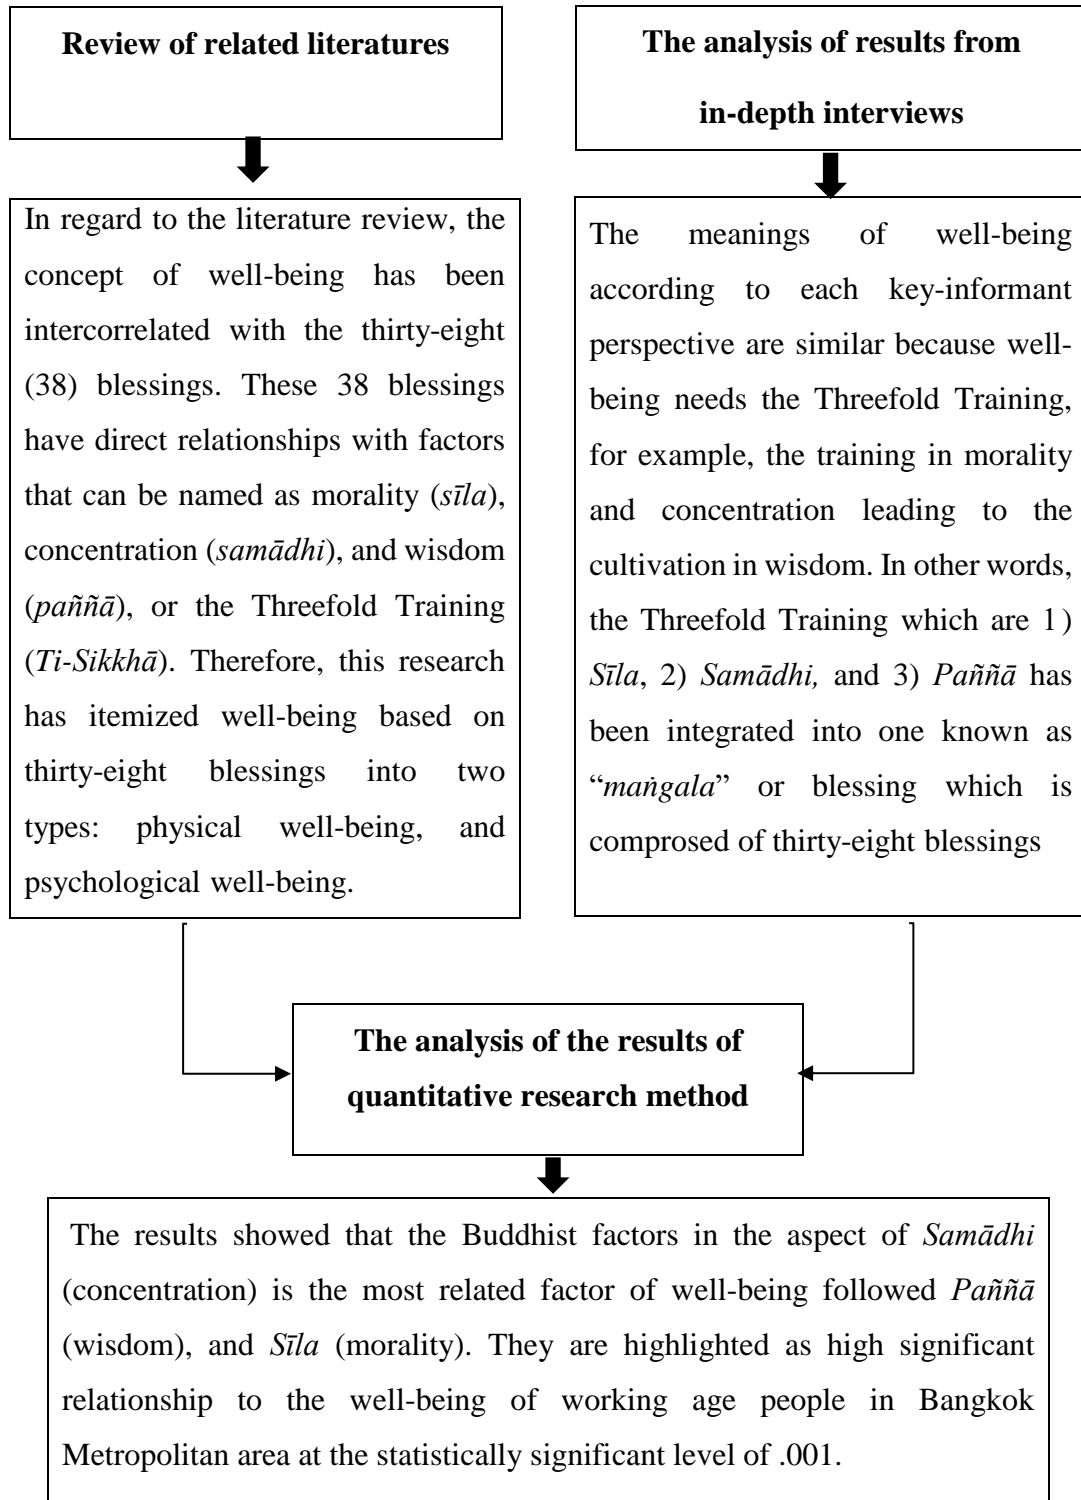 Review of related literatures
The analysis of results from
in-depth interviews
In regard to the literature review, the
concept of well-being has been
intercorrelated with the thirty-eight
(38) blessings. These 38 blessings
have direct relationships with factors
that can be named as morality (sīla),
concentration (samādhi), and wisdom
(paññā), or the Threefold Training
(Ti-Sikkhā). Therefore, this research
has itemized well-being based on
thirty-eight blessings into two
types: physical well-being, and
psychological well-being.
The meanings of well-being
according to each key-informant
perspective are similar because well-
being needs the Threefold Training,
for example, the training in morality
and concentration leading to the
cultivation in wisdom. In other words,
the Threefold Training which are 1)
Sīla, 2) Samādhi, and 3) Paññā has
been integrated into one known as
“maṅgala” or blessing which is
comprosed of thirty-eight blessings
The analysis of the results of
quantitative research method
The results showed that the Buddhist factors in the aspect of Samādhi
(concentration) is the most related factor of well-being followed Paññā
(wisdom), and Sīla (morality). They are highlighted as high significant
relationship to the well-being of working age people in Bangkok
Metropolitan area at the statistically significant level of .001.